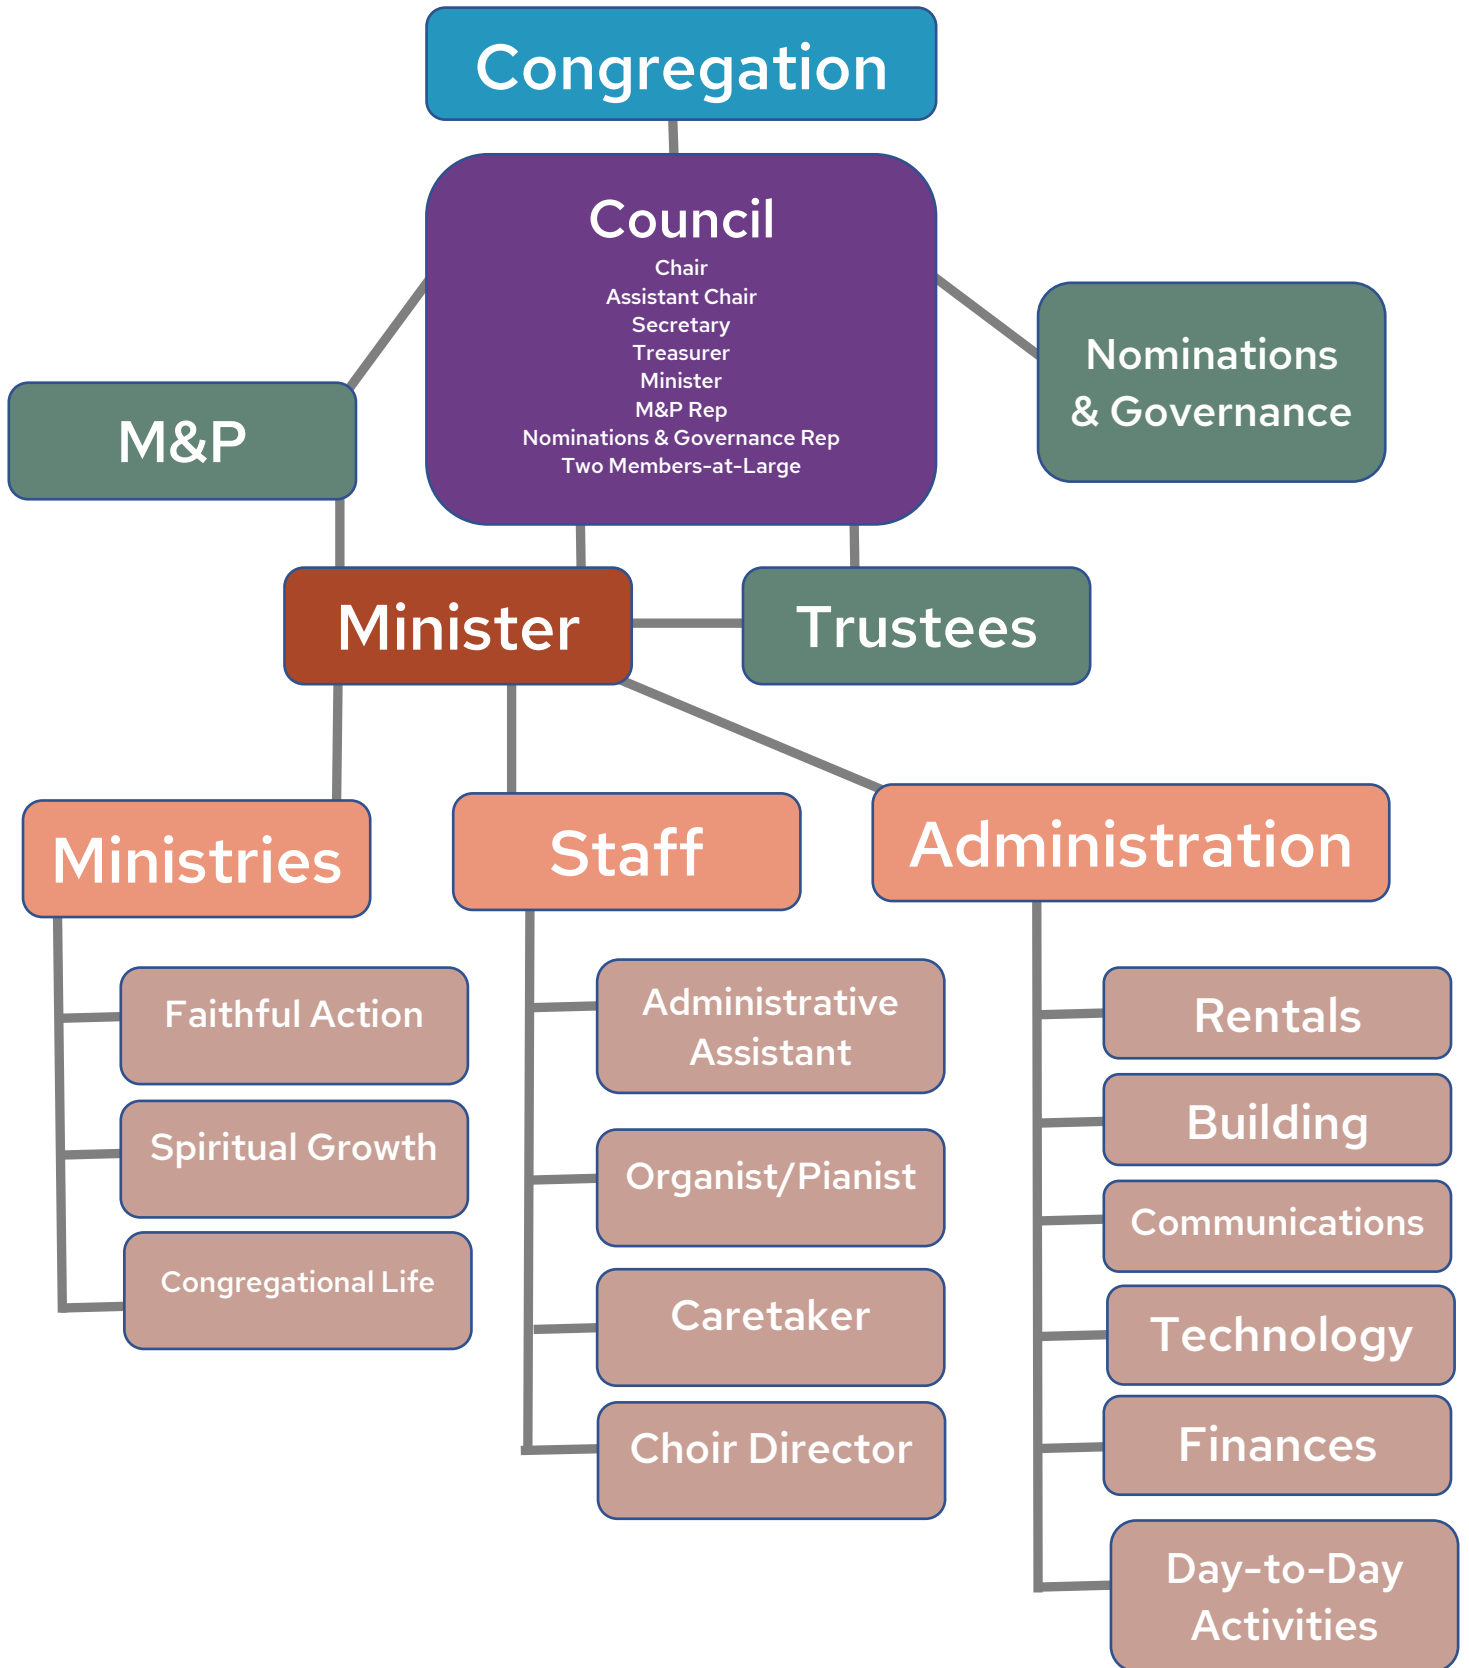 Congregation
Council
Chair
Assistant Chair
Secretary
Treasurer
Minister
M&P Rep
Nominations & Governance Rep
Two Members-at-Large
Nominations
& Governance
M&P
Minister
Trustees
Ministries
Staff
Administration
Faithful Action
Spiritual Growth
Congregational Life
Administrative
Assistant
Organist/Pianist
Caretaker
Choir Director
Rentals
Building
Communications
Technology
Finances
Day-to-Day
Activities